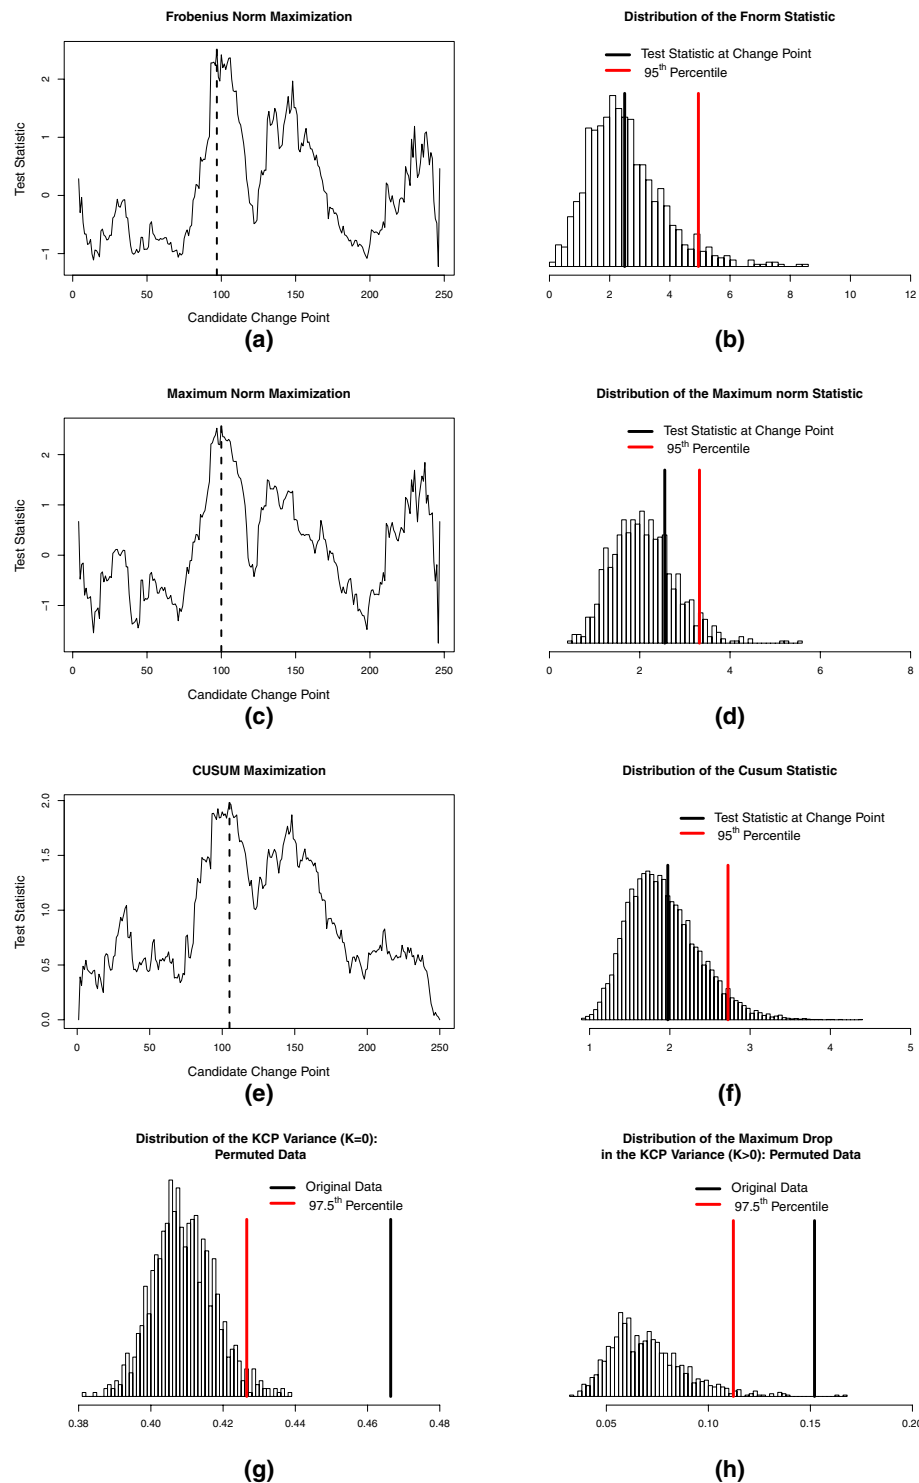 Frobenius Norm Maximization
Test Statistic
2
1
0
−1
0 50 100 150 200 250
Candidate Change Point
(a)
Distribution of the Fnorm Statistic
Test Statistic at Change Point
95th Percentile
0 2 4 6 8 10 12
(b)
Maximum Norm Maximization
Test Statistic
2
1
0
−1
0 50 100 150 200 250
Candidate Change Point
(c)
Distribution of the Maximum norm Statistic
Test Statistic at Change Point
95th Percentile
0 2 4 6 8
(d)
CUSUM Maximization
Test Statistic
2.0
1.5
1.0
0.5
0.0
0 50 100 150 200 250
Candidate Change Point
(e)
Distribution of the Cusum Statistic
Test Statistic at Change Point
95th Percentile
1 2 3 4 5
(f)
Distribution of the KCP Variance (K=0):
Permuted Data
Original Data
97.5th Percentile
0.38 0.40 0.42 0.44 0.46 0.48
(g)
Distribution of the Maximum Drop
in the KCP Variance (K>0): Permuted Data
Original Data
97.5th Percentile
0.05 0.10 0.15 0.20
(h)